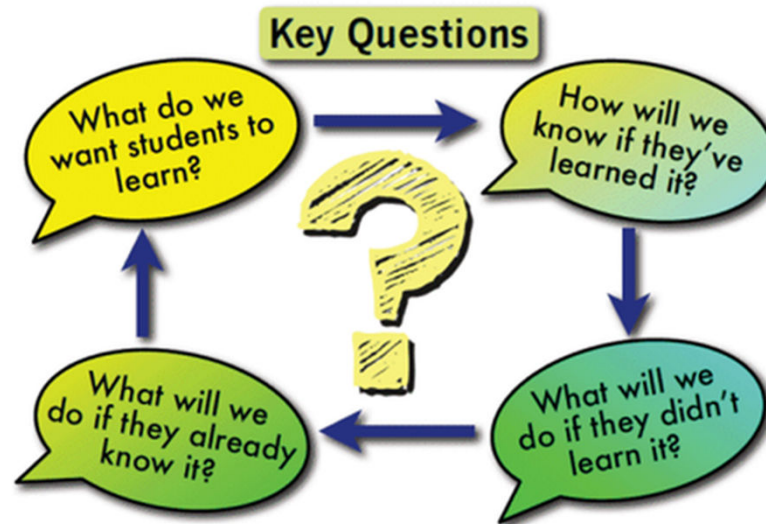 Key Questions
What do we
want students to
learn?
How will we
know if they've
learned it?
What will we
do if they didn't
learn it?
What will we
do if they already
know it?